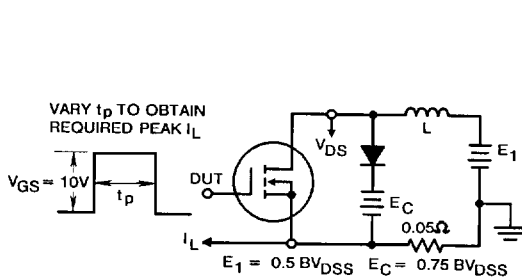 VARY tp TO OBTAIN
REQUIRED PEAK IL
VGS = 10V
tp
DUT
VDS
L
E1
EC
0.05Ω
IL
E1 = 0.5 BVDSS
EC = 0.75 BVDSS